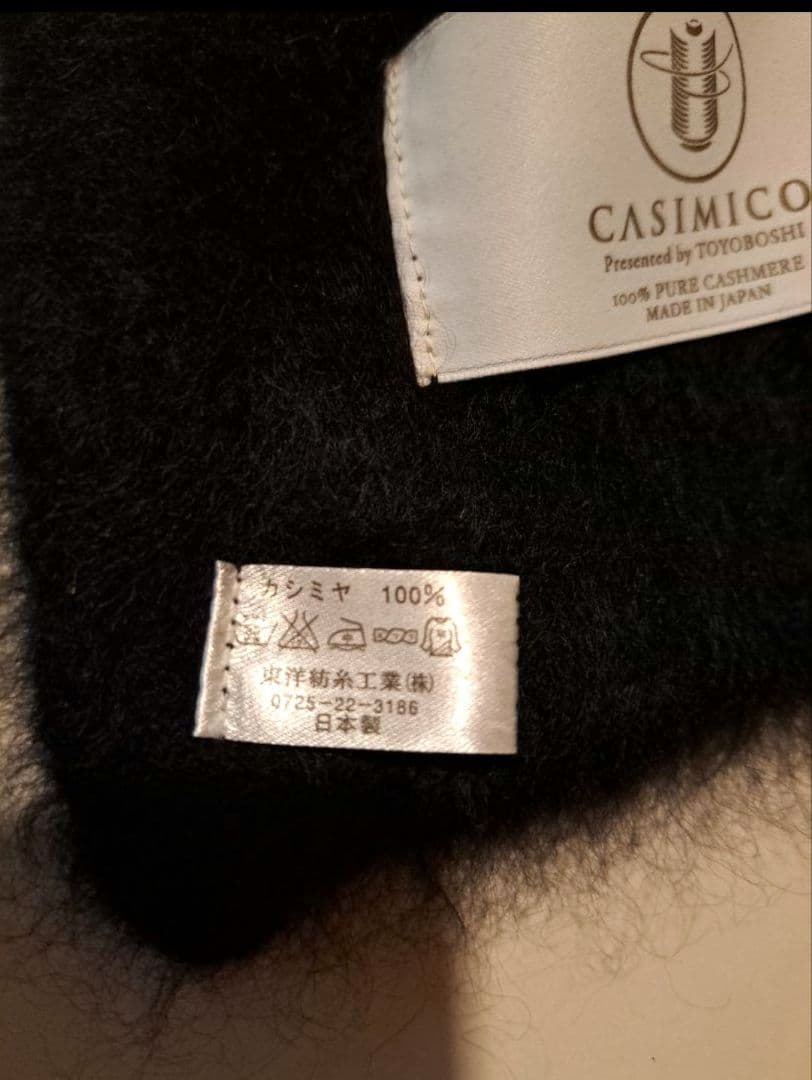 CASIMICO
Presented by TOYOBOSHI
100% PURE CASHMERE
MADE IN JAPAN
カシミヤ 100%
東洋紡糸工業(株)
0725-22-3186
日本製